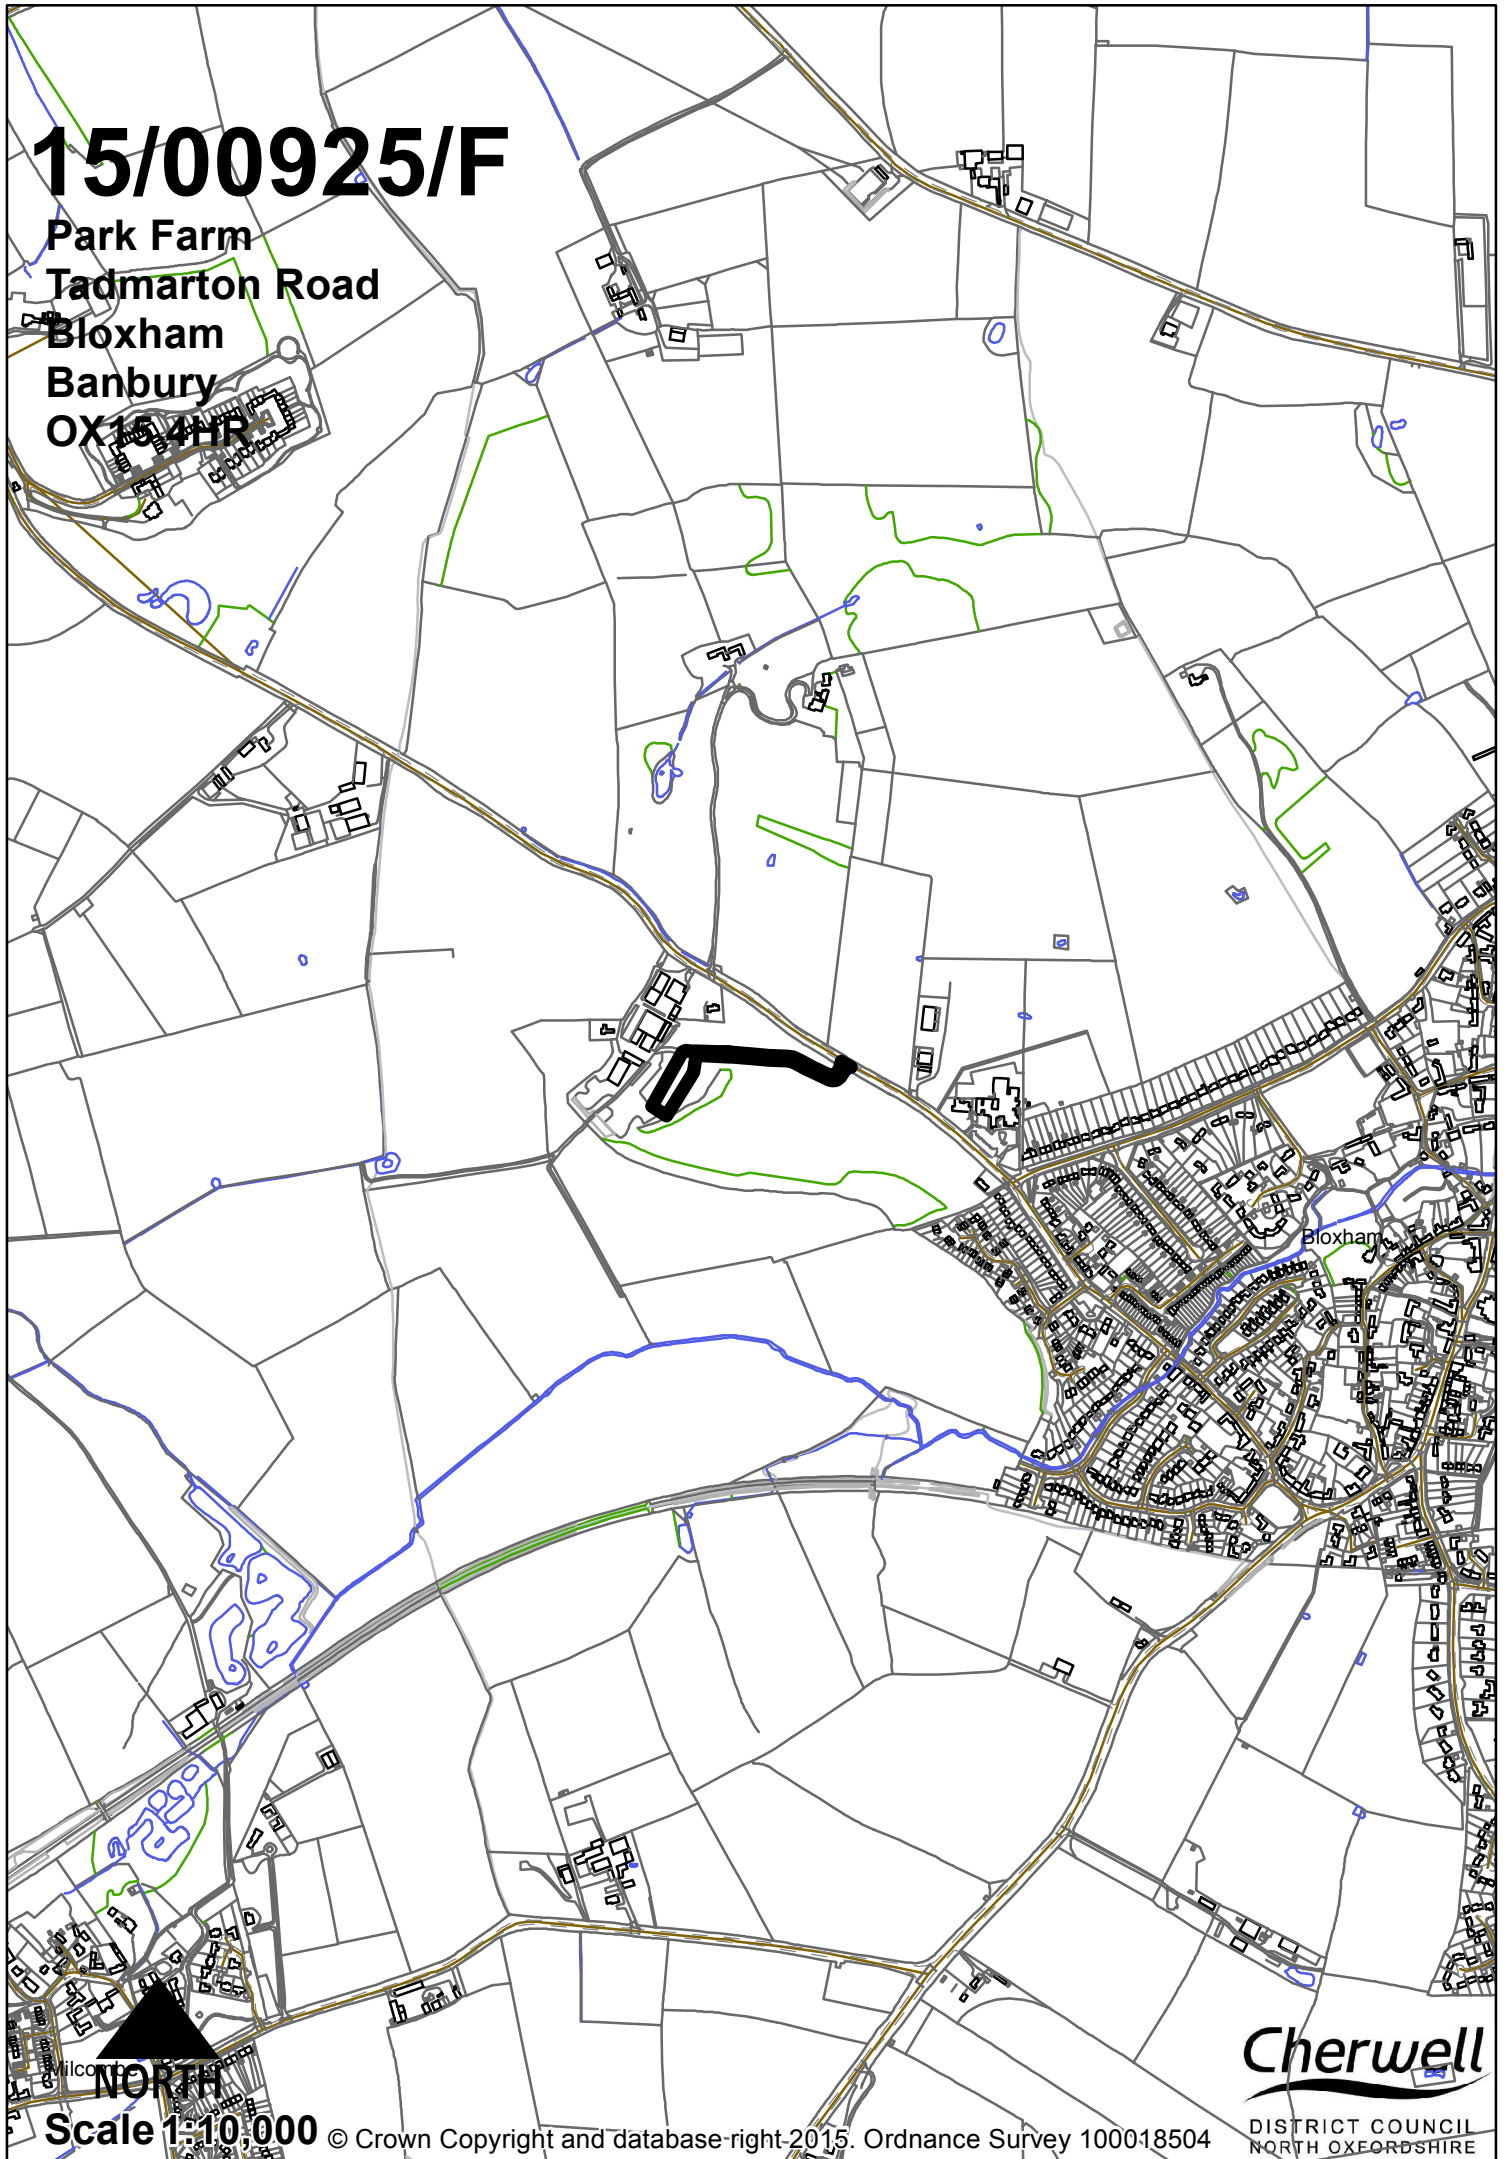 15/00925/F
Park Farm
Tadmarton Road
Bloxham
Banbury
OX15 4HR
Bloxham
Milcombe
NORTH
Scale 1:10,000
© Crown Copyright and database right 2015. Ordnance Survey 100018504
Cherwell
DISTRICT COUNCIL
NORTH OXFORDSHIRE